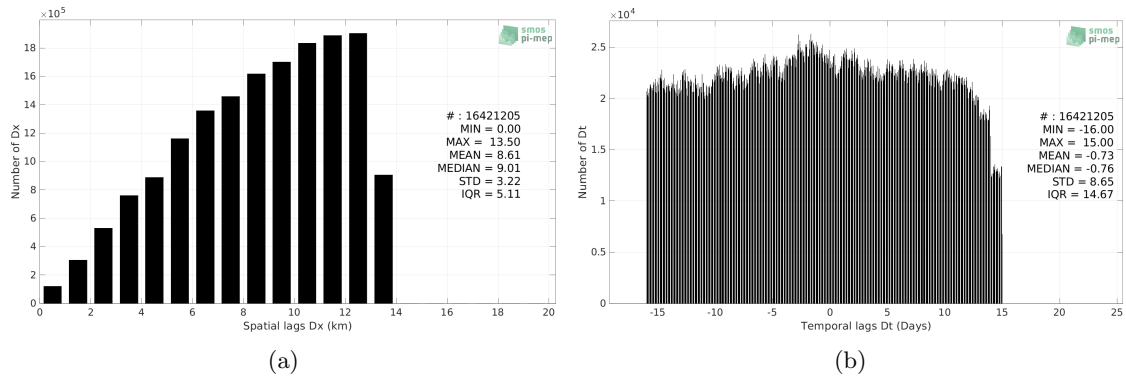 ×10⁵
18
16
14
12
10
8
6
4
2
0
Number of Dx
smos
pi-mep
# : 16421205
MIN = 0.00
MAX = 13.50
MEAN = 8.61
MEDIAN = 9.01
STD = 3.22
IQR = 5.11
0 2 4 6 8 10 12 14 16 18 20
Spatial lags Dx (km)
(a)
×10⁴
2.5
2
1.5
1
0.5
0
Number of Dt
smos
pi-mep
# : 16421205
MIN = -16.00
MAX = 15.00
MEAN = -0.73
MEDIAN = -0.76
STD = 8.65
IQR = 14.67
-15 -10 -5 0 5 10 15 20 25
Temporal lags Dt (Days)
(b)